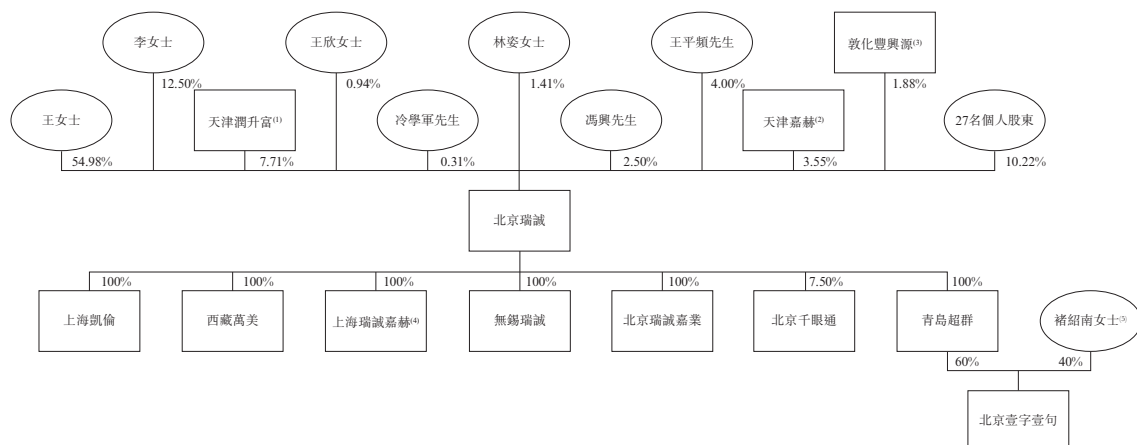 李女士
王欣女士
林姿女士
王平頻先生
敦化豐興源(3)
12.50%
0.94%
1.41%
4.00%
1.88%
王女士
天津潤升富(1)
冷學軍先生
馮興先生
天津嘉赫(2)
27名個人股東
54.98%
7.71%
0.31%
2.50%
3.55%
10.22%
北京瑞誠
100%
100%
100%
100%
100%
7.50%
100%
上海凱倫
西藏萬美
上海瑞誠嘉赫(4)
無錫瑞誠
北京瑞誠嘉業
北京千眼通
青島超群
褚紹南女士(5)
60%
40%
北京壹字壹句